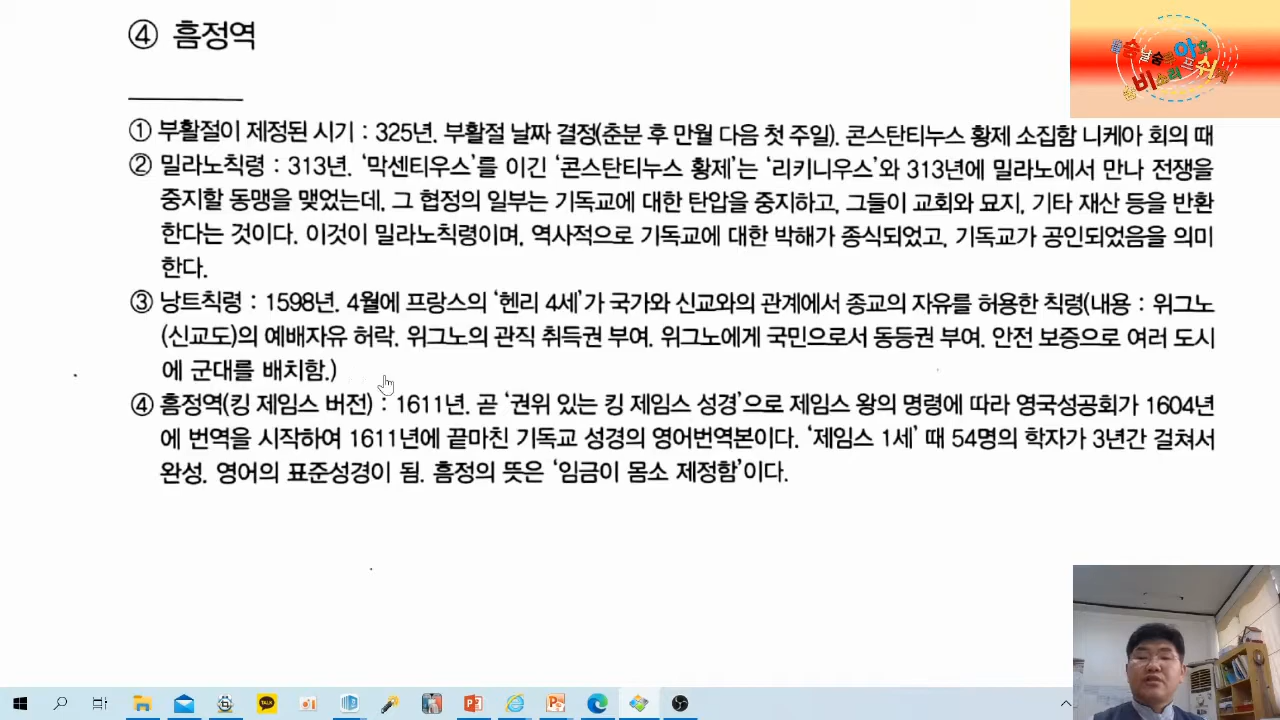 ④ 흠정역
① 부활절이 제정된 시기 : 325년. 부활절 날짜 결정(춘분 후 만월 다음 첫 주일). 콘스탄티누스 황제 소집함 니케아 회의 때
② 밀라노칙령 : 313년. ‘막센티우스’를 이긴 ‘콘스탄티누스 황제’는 ‘리키니우스’와 313년에 밀라노에서 만나 전쟁을
중지할 동맹을 맺었는데, 그 협정의 일부는 기독교에 대한 탄압을 중지하고, 그들이 교회와 묘지, 기타 재산 등을 반환
한다는 것이다. 이것이 밀라노칙령이며, 역사적으로 기독교에 대한 박해가 종식되었고, 기독교가 공인되었음을 의미
한다.
③ 낭트칙령 : 1598년. 4월에 프랑스의 ‘헨리 4세’가 국가와 신교와의 관계에서 종교의 자유를 허용한 칙령(내용 : 위그노
(신교도)의 예배자유 허락. 위그노의 관직 취득권 부여. 위그노에게 국민으로서 동등권 부여. 안전 보증으로 여러 도시
에 군대를 배치함.)
④ 흠정역(킹 제임스 버전) : 1611년. 곧 ‘권위 있는 킹 제임스 성경’으로 제임스 왕의 명령에 따라 영국성공회가 1604년
에 번역을 시작하여 1611년에 끝마친 기독교 성경의 영어번역본이다. ‘제임스 1세’ 때 54명의 학자가 3년간 걸쳐서
완성. 영어의 표준성경이 됨. 흠정의 뜻은 ‘임금이 몸소 제정함’이다.
TALK